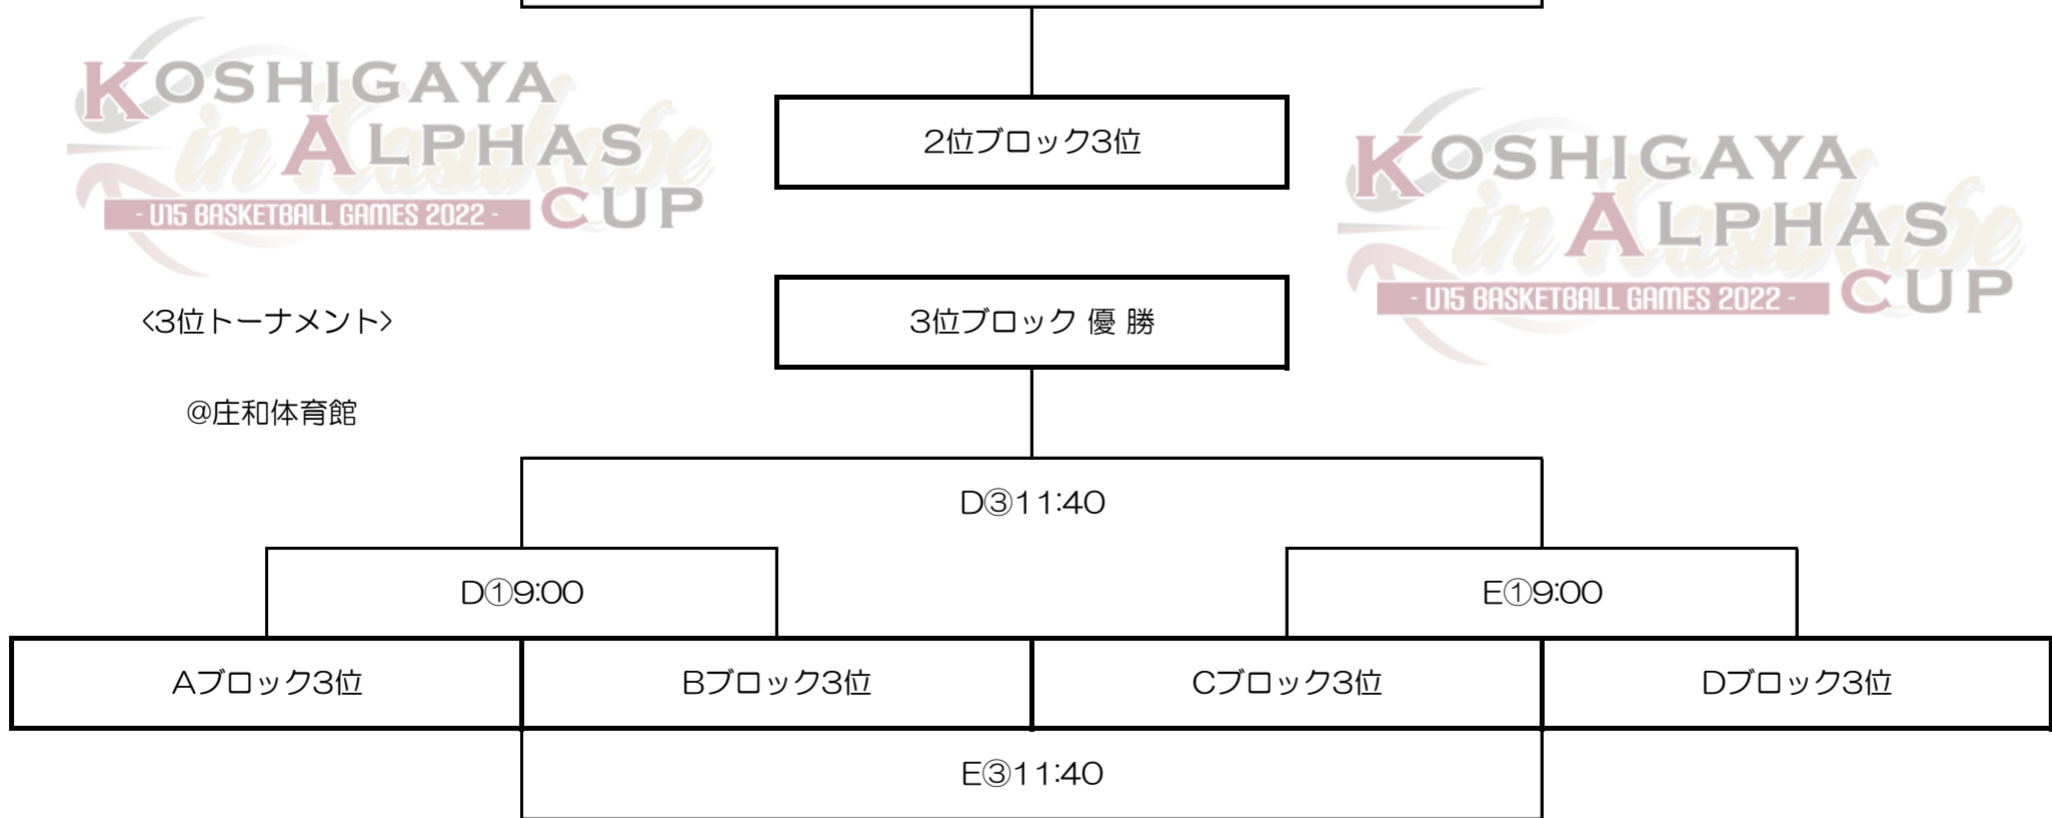 KOSHIGAYA
in Kasukabe
ALPHAS
CUP
- U15 BASKETBALL GAMES 2022 -
2位ブロック3位
KOSHIGAYA
in Kasukabe
ALPHAS
CUP
- U15 BASKETBALL GAMES 2022 -
<3位トーナメント>
3位ブロック 優 勝
@庄和体育館
D③11:40
D①9:00
E①9:00
Aブロック3位
Bブロック3位
Cブロック3位
Dブロック3位
E③11:40